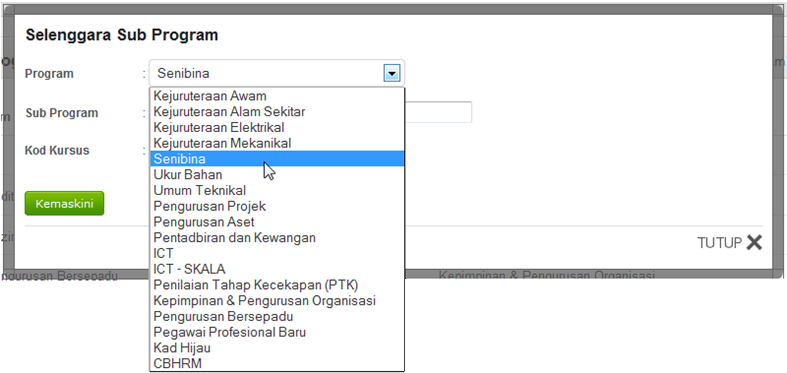 Selenggara Sub Program
Program : Senibina
Sub Program :
Kod Kursus :
Kejuruteraan Awam
Kejuruteraan Alam Sekitar
Kejuruteraan Elektrikal
Kejuruteraan Mekanikal
Senibina
Ukur Bahan
Umum Teknikal
Pengurusan Projek
Pengurusan Aset
Pentadbiran dan Kewangan
ICT
ICT - SKALA
Penilaian Tahap Kecekapan (PTK)
Kepimpinan & Pengurusan Organisasi
Pengurusan Bersepadu
Pegawai Profesional Baru
Kad Hijau
CBHRM
Kemaskini
TUTUP
ngurusan Bersepadu
Kepimpinan & Pengurusan Organisasi